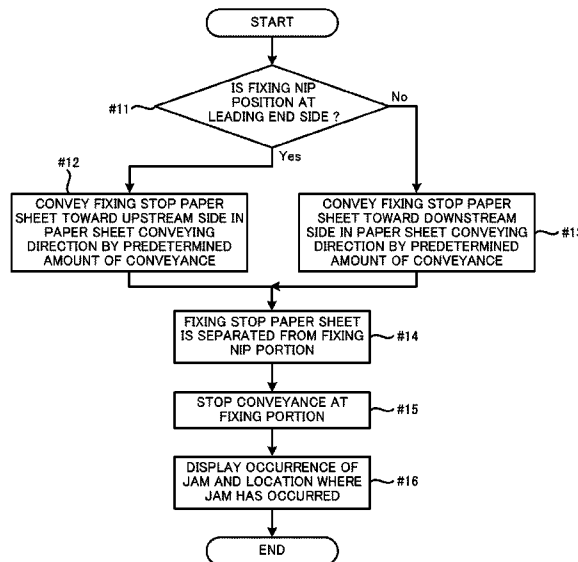 START
IS FIXING NIP
POSITION AT
LEADING END SIDE ?
#11
No
Yes
#12
CONVEY FIXING STOP PAPER
SHEET TOWARD UPSTREAM SIDE IN
PAPER SHEET CONVEYING
DIRECTION BY PREDETERMINED
AMOUNT OF CONVEYANCE
CONVEY FIXING STOP PAPER
SHEET TOWARD DOWNSTREAM
SIDE IN PAPER SHEET CONVEYING
DIRECTION BY PREDETERMINED
AMOUNT OF CONVEYANCE
#13
FIXING STOP PAPER SHEET
IS SEPARATED FROM FIXING
NIP PORTION
#14
STOP CONVEYANCE AT
FIXING PORTION
#15
DISPLAY OCCURRENCE OF
JAM AND LOCATION WHERE
JAM HAS OCCURRED
#16
END